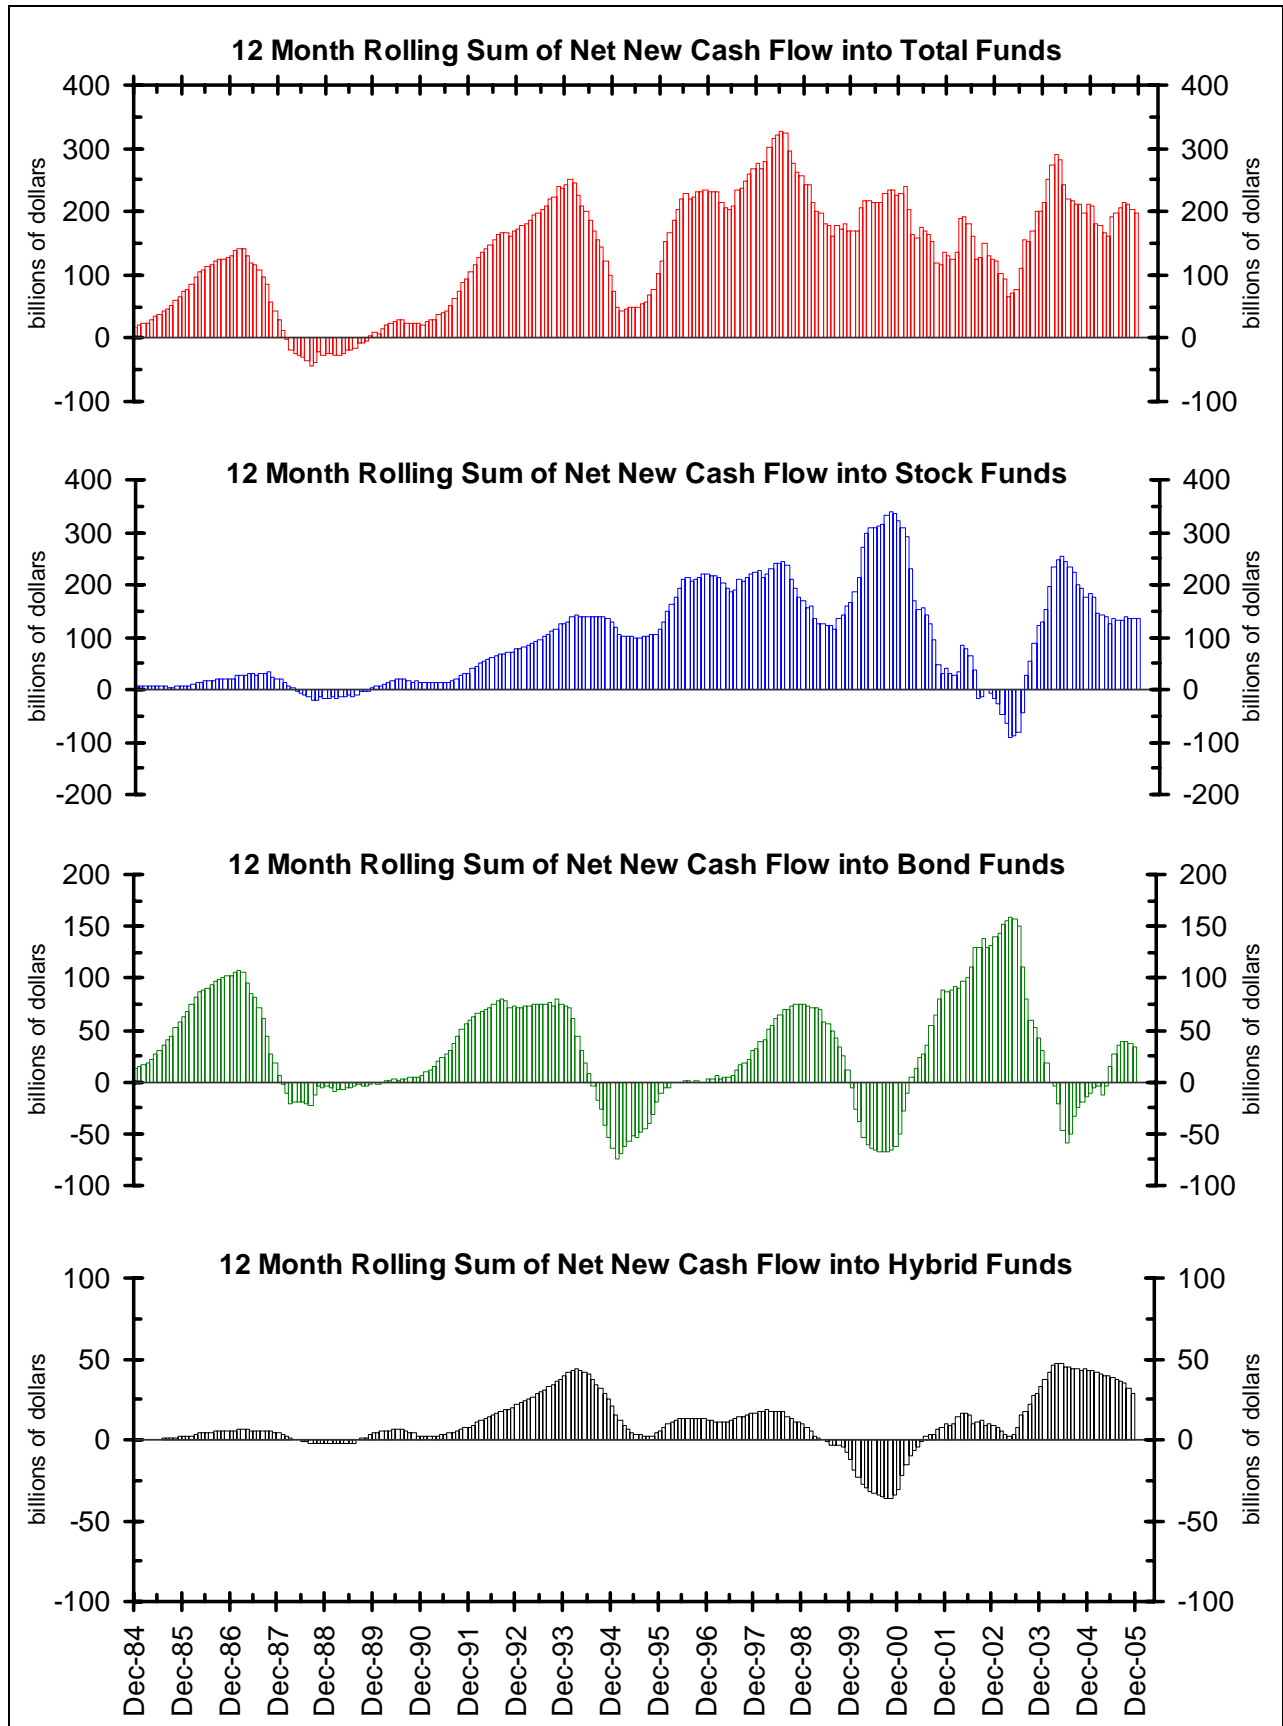 12 Month Rolling Sum of Net New Cash Flow into Total Funds
400 400
300 300
200 200
100 100
0 0
-100 -100
billions of dollars
billions of dollars
12 Month Rolling Sum of Net New Cash Flow into Stock Funds
400 400
300 300
200 200
100 100
0 0
-100 -100
-200 -200
billions of dollars
billions of dollars
12 Month Rolling Sum of Net New Cash Flow into Bond Funds
200 200
150 150
100 100
50 50
0 0
-50 -50
-100 -100
billions of dollars
billions of dollars
12 Month Rolling Sum of Net New Cash Flow into Hybrid Funds
100 100
50 50
0 0
-50 -50
-100 -100
billions of dollars
billions of dollars
Dec-84
Dec-85
Dec-86
Dec-87
Dec-88
Dec-89
Dec-90
Dec-91
Dec-92
Dec-93
Dec-94
Dec-95
Dec-96
Dec-97
Dec-98
Dec-99
Dec-00
Dec-01
Dec-02
Dec-03
Dec-04
Dec-05